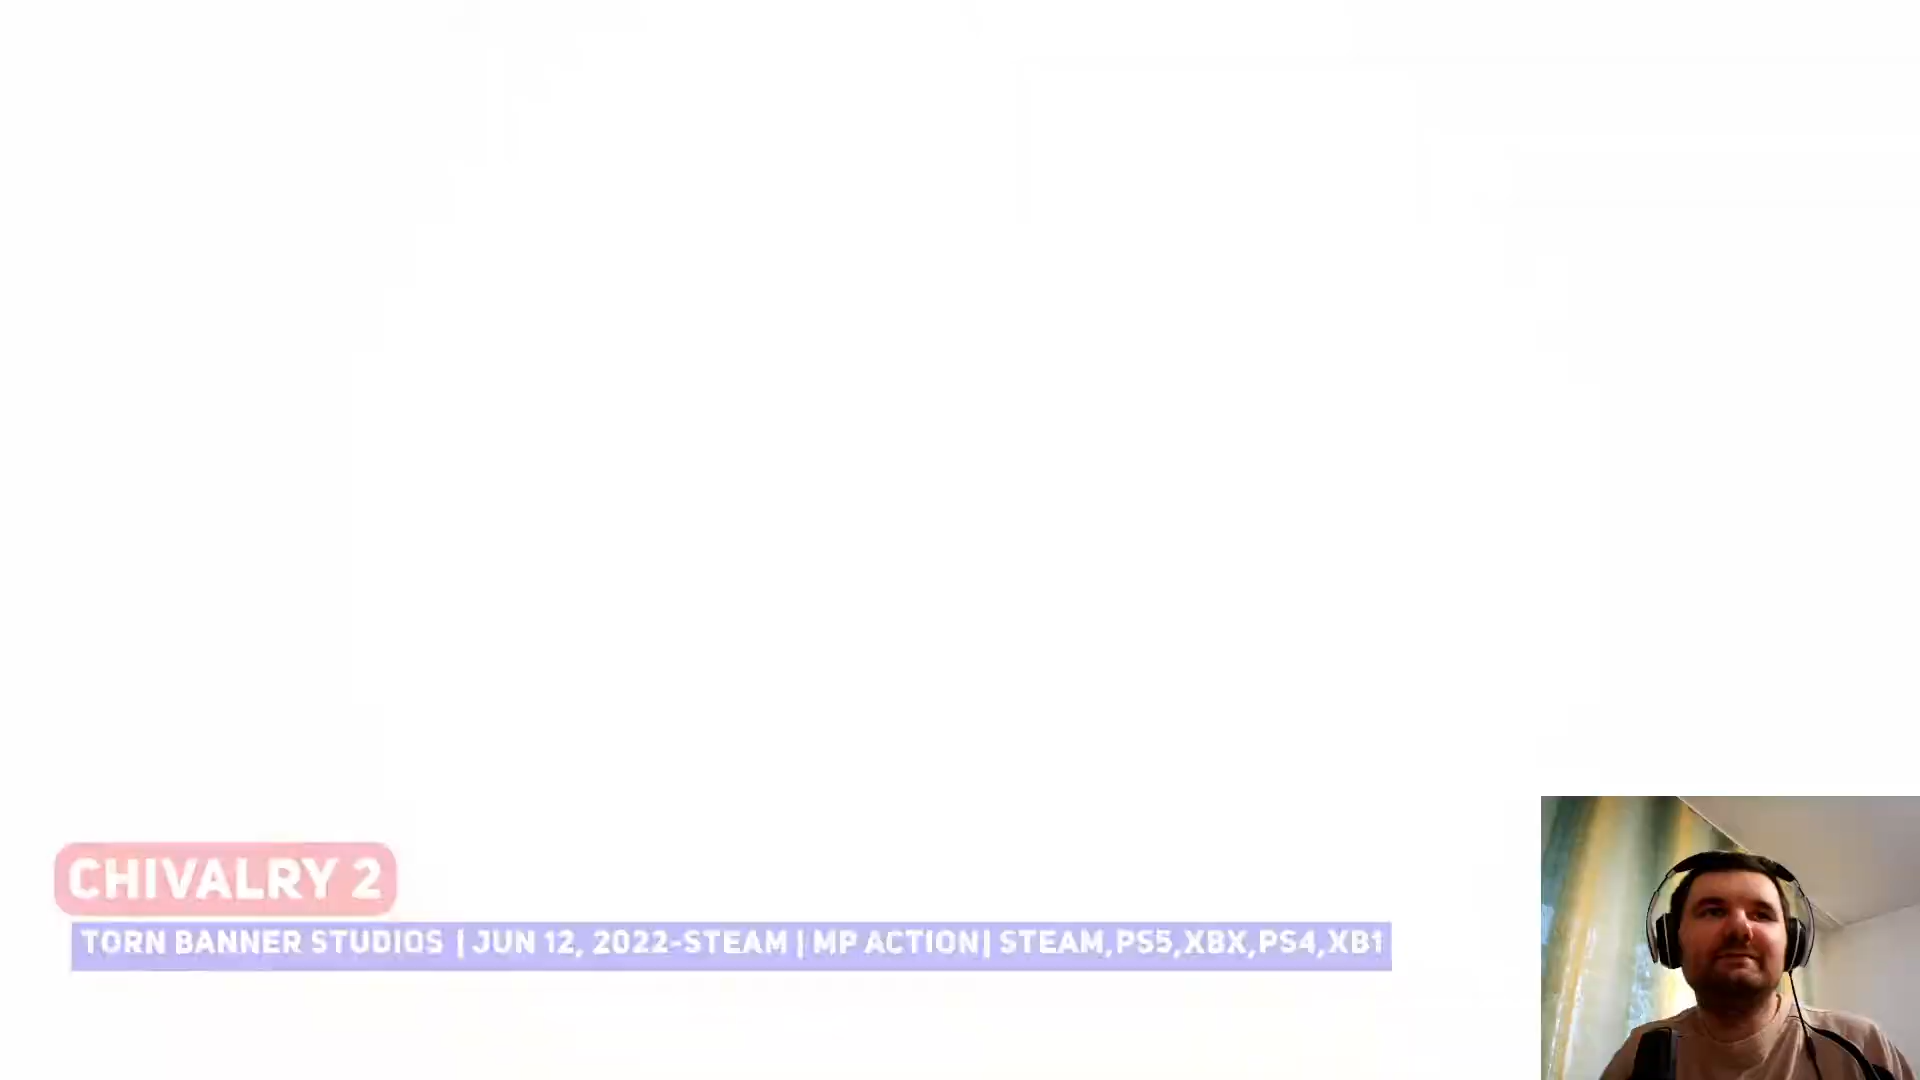 CHIVALRY 2
TORN BANNER STUDIOS | JUN 12, 2022-STEAM | MP ACTION| STEAM,PS5,XBX,PS4,XB1